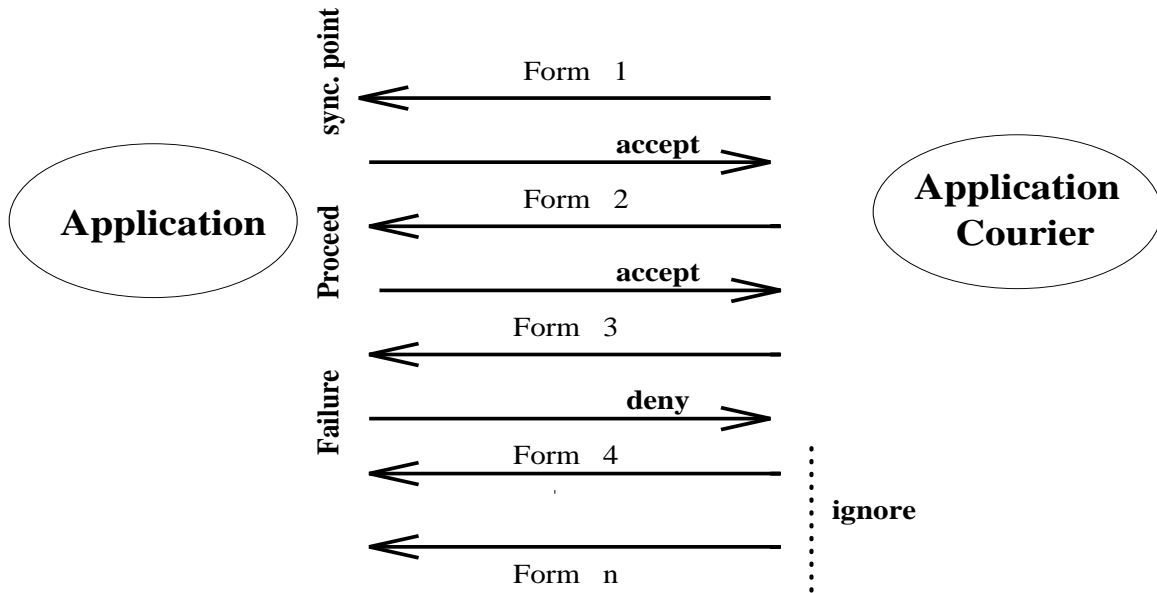 sync. point
Form 1
accept
Application
Application
Courier
Form 2
Proceed
accept
Form 3
Failure
deny
Form 4
ignore
Form n